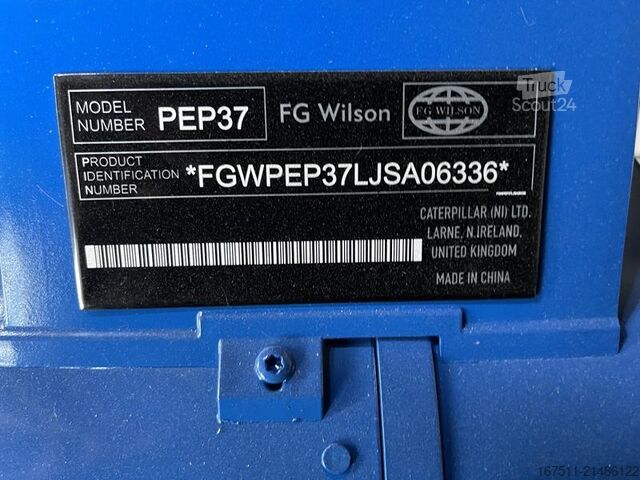 MODEL NUMBER PEP37
FG Wilson
FG WILSON
Truck
Scout24
PRODUCT
IDENTIFICATION
NUMBER
*FGWPEP37LJSA06336*
CATERPILLAR (NI) LTD.
LARNE, N.IRELAND,
UNITED KINGDOM
MADE IN CHINA
167511-21486122